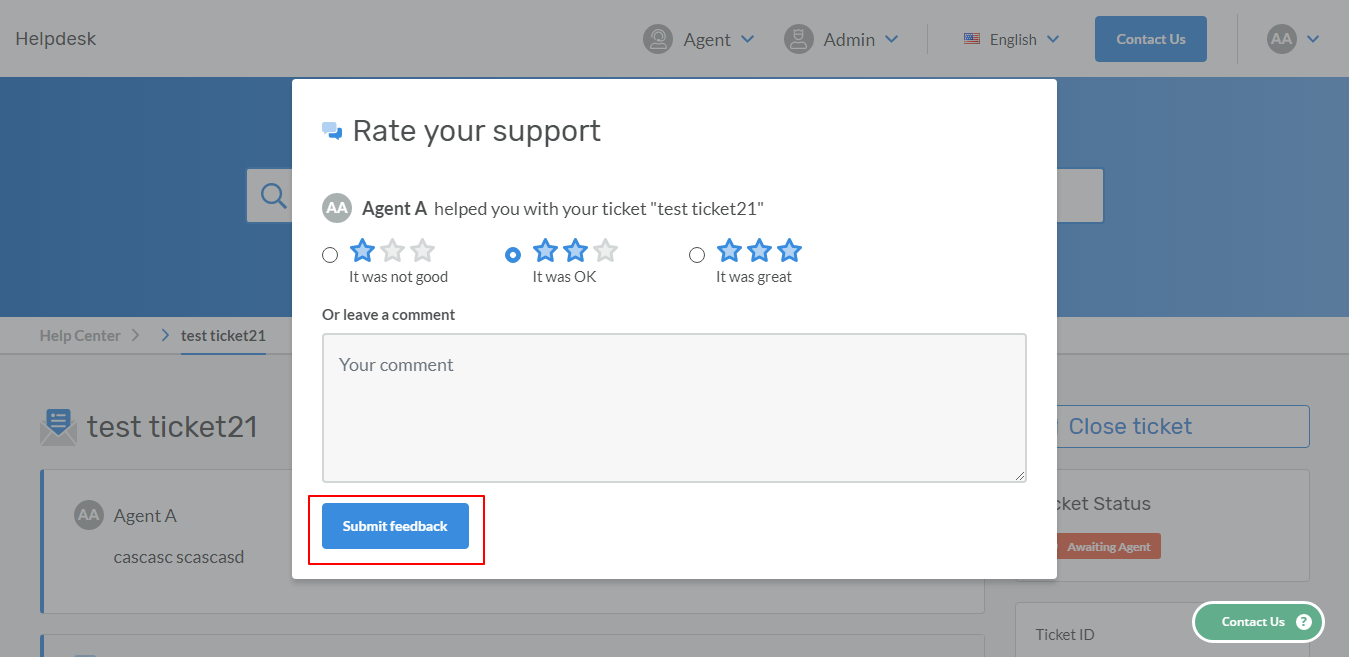 Helpdesk
Agent
Admin
English
Contact Us
AA
Rate your support
AA Agent A helped you with your ticket "test ticket21"
It was not good
It was OK
It was great
Or leave a comment
Your comment
Submit feedback
Help Center
test ticket21
test ticket21
Close ticket
AA Agent A
cascasc scascasd
cket Status
Awaiting Agent
Ticket ID
Contact Us ?